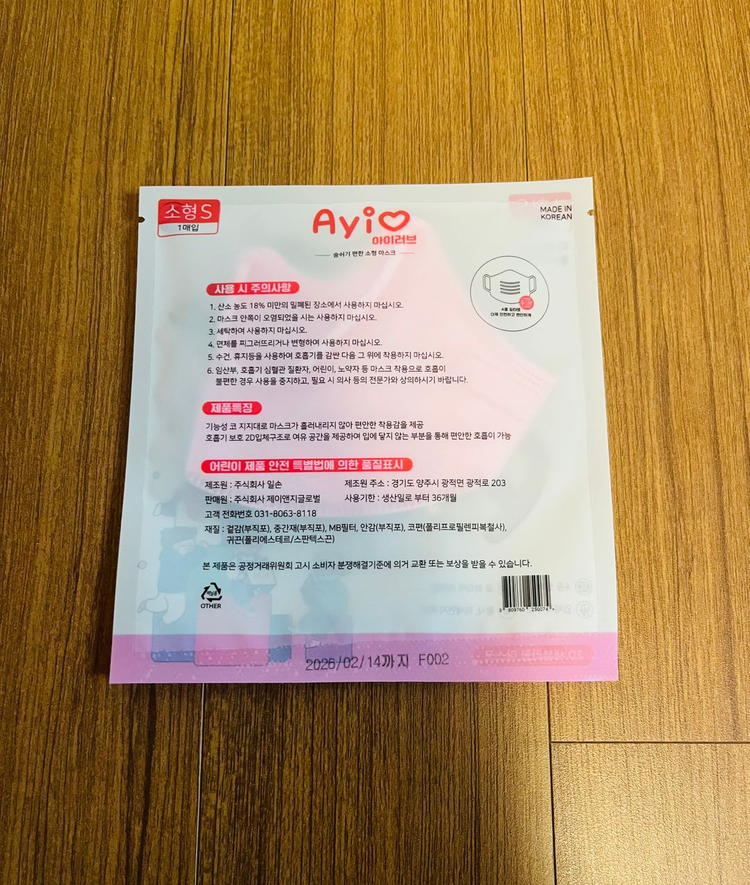 소형 S
1매입
Ayi
아이러브
숨쉬기 편한 소형 마스크
MADE IN
KOREAN
사용 시 주의사항
1. 산소 농도 18% 미만의 밀폐된 장소에서 사용하지 마십시오.
2. 마스크 안쪽이 오염되었을 시는 사용하지 마십시오.
3. 세탁하여 사용하지 마십시오.
4. 면체를 찌그러뜨리거나 변형하여 사용하지 마십시오.
5. 수건, 휴지등을 사용하여 호흡기를 감싼 다음 그 위에 착용하지 마십시오.
6. 임산부, 호흡기 심혈관 질환자, 어린이, 노약자 등 마스크 착용으로 호흡이
불편한 경우 사용을 중지하고, 필요 시 의사 등의 전문가와 상의하시기 바랍니다.
4중 필터로
더욱 안전하고 편안하게
제품특징
기능성 코 지지대로 마스크가 흘러내리지 않아 편안한 착용감을 제공
호흡기 보호 2D입체구조로 여유 공간을 제공하여 입에 닿지 않는 부분을 통해 편안한 호흡이 가능
어린이 제품 안전 특별법에 의한 품질표시
제조원 : 주식회사 일손 제조원 주소 : 경기도 양주시 광적면 광적로 203
판매원 : 주식회사 제이앤지글로벌 사용기한 : 생산일로 부터 36개월
고객 전화번호 031-8063-8118
재질 : 겉감(부직포), 중간재(부직포), MB필터, 안감(부직포), 코편(폴리프로필렌피복철사),
귀끈(폴리에스테르/스판텍스끈)
본 제품은 공정거래위원회 고시 소비자 분쟁해결기준에 의거 교환 또는 보상을 받을 수 있습니다.
OTHER
8 809760 290074
2026/02/14까지 F002